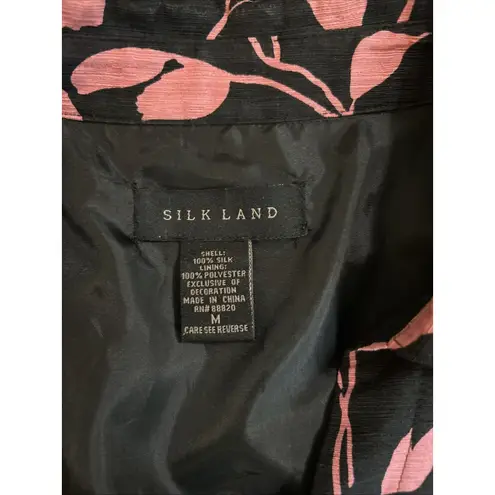 SILK LAND
SHELL:
100% SILK
LINING:
100% POLYESTER
EXCLUSIVE OF
DECORATION
MADE IN CHINA
RN# 88820
M
CARE SEE REVERSE